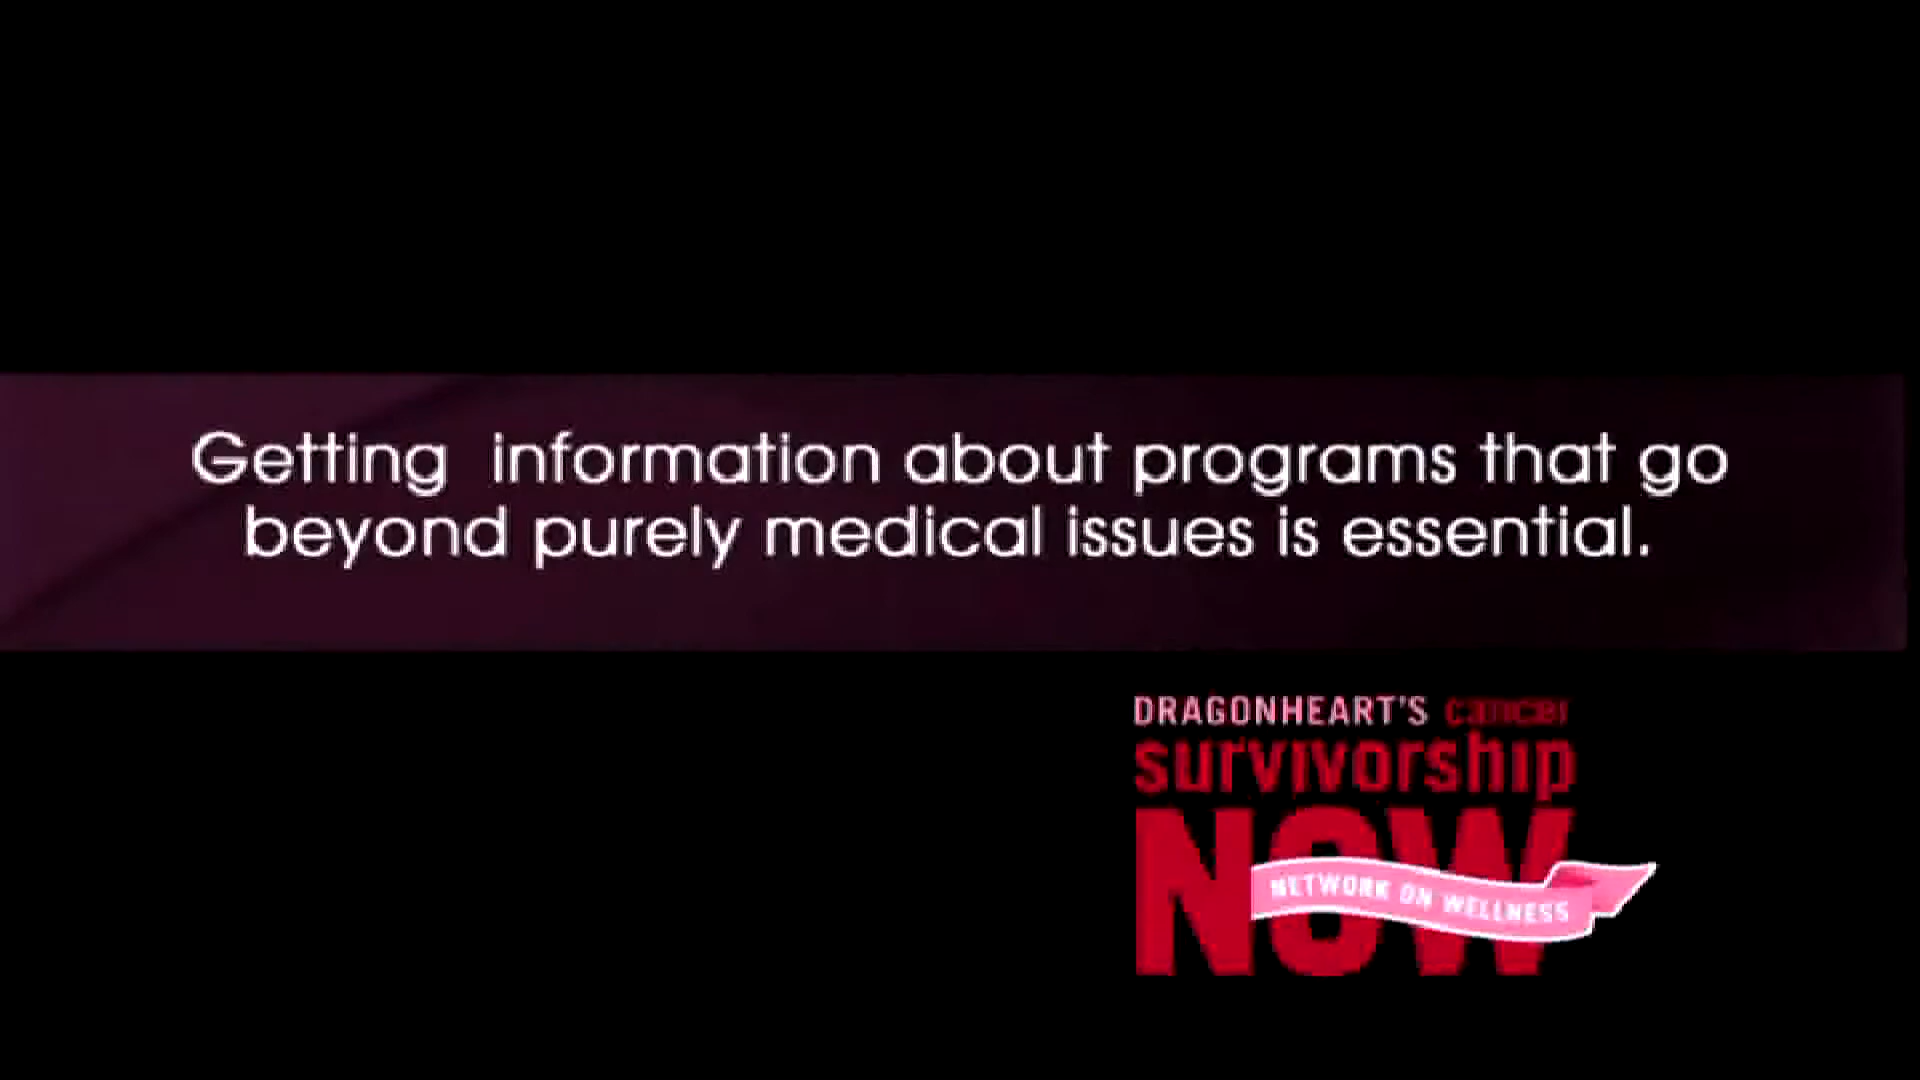 Getting  information about programs that go
beyond purely medical issues is essential.
DRAGONHEART'S cancer
survivorship
NOW
NETWORK ON WELLNESS